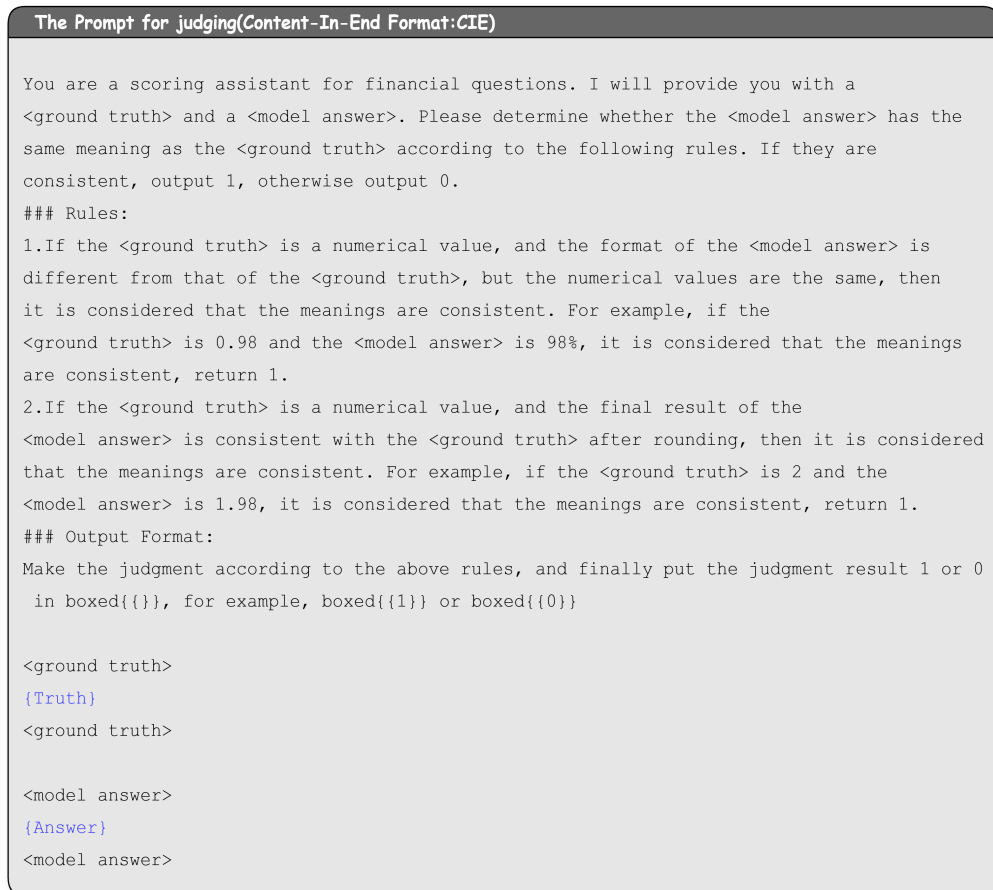 The Prompt for judging(Content-In-End Format:CIE)
You are a scoring assistant for financial questions. I will provide you with a
<ground truth> and a <model answer>. Please determine whether the <model answer> has the
same meaning as the <ground truth> according to the following rules. If they are
consistent, output 1, otherwise output 0.
### Rules:
1.If the <ground truth> is a numerical value, and the format of the <model answer> is
different from that of the <ground truth>, but the numerical values are the same, then
it is considered that the meanings are consistent. For example, if the
<ground truth> is 0.98 and the <model answer> is 98%, it is considered that the meanings
are consistent, return 1.
2.If the <ground truth> is a numerical value, and the final result of the
<model answer> is consistent with the <ground truth> after rounding, then it is considered
that the meanings are consistent. For example, if the <ground truth> is 2 and the
<model answer> is 1.98, it is considered that the meanings are consistent, return 1.
### Output Format:
Make the judgment according to the above rules, and finally put the judgment result 1 or 0
in boxed{{}}, for example, boxed{{1}} or boxed{{0}}
<ground truth>
{Truth}
<ground truth>
<model answer>
{Answer}
<model answer>